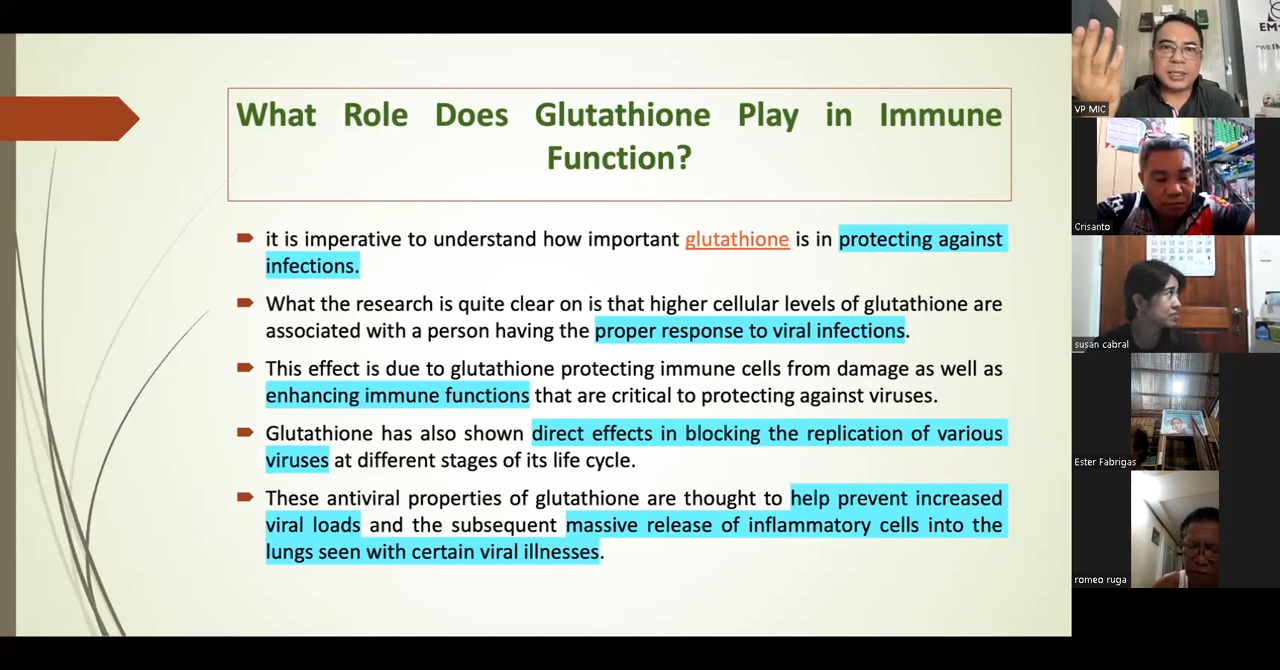 What Role Does Glutathione Play in Immune
Function?
it is imperative to understand how important glutathione is in protecting against
infections.
What the research is quite clear on is that higher cellular levels of glutathione are
associated with a person having the proper response to viral infections.
This effect is due to glutathione protecting immune cells from damage as well as
enhancing immune functions that are critical to protecting against viruses.
Glutathione has also shown direct effects in blocking the replication of various
viruses at different stages of its life cycle.
These antiviral properties of glutathione are thought to help prevent increased
viral loads and the subsequent massive release of inflammatory cells into the
lungs seen with certain viral illnesses.
VP MIC
Crisanto
susan cabral
Ester Fabrigas
romeo ruga